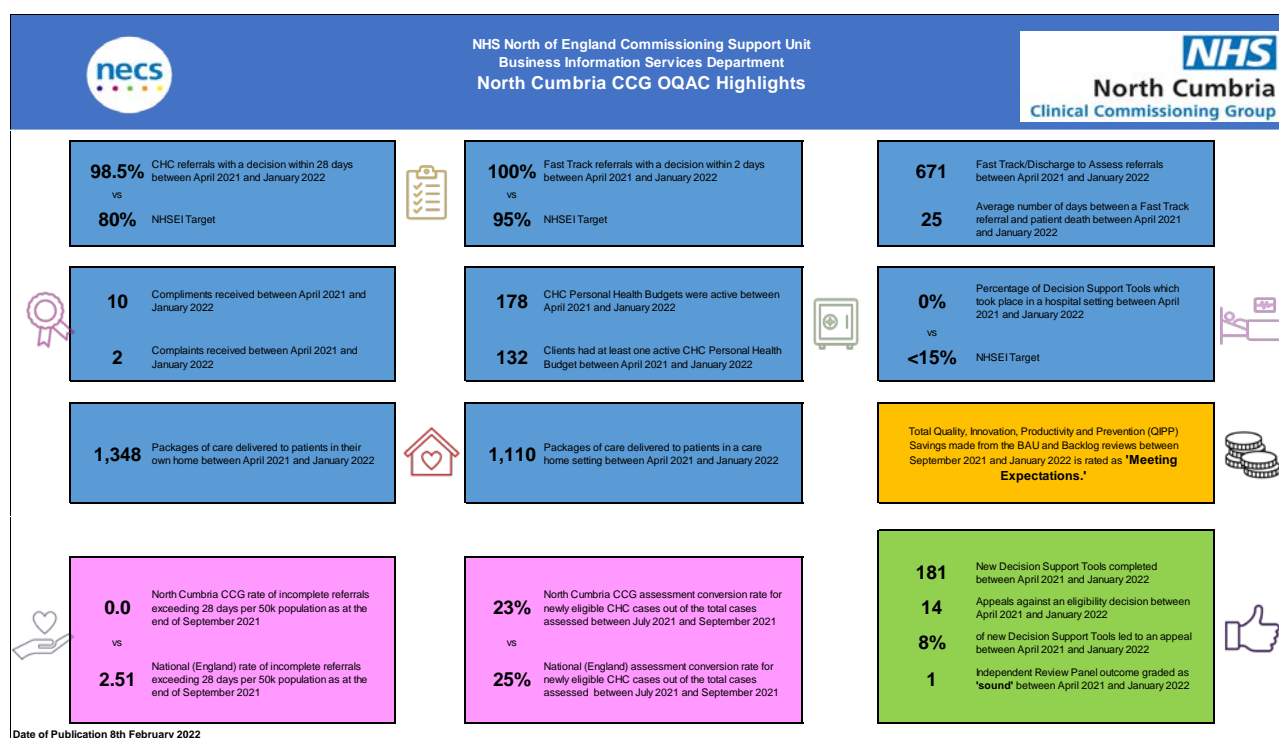 necs
NHS North of England Commissioning Support Unit
Business Information Services Department
North Cumbria CCG OQAC Highlights
NHS
North Cumbria
Clinical Commissioning Group
98.5%
CHC referrals with a decision within 28 days
between April 2021 and January 2022
vs
80%
NHSEI Target
100%
Fast Track referrals with a decision within 2 days
between April 2021 and January 2022
vs
95%
NHSEI Target
671
Fast Track/Discharge to Assess referrals
between April 2021 and January 2022
25
Average number of days between a Fast Track
referral and patient death between April 2021
and January 2022
10
Compliments received between April 2021 and
January 2022
2
Complaints received between April 2021 and
January 2022
178
CHC Personal Health Budgets were active between
April 2021 and January 2022
132
Clients had at least one active CHC Personal Health
Budget between April 2021 and January 2022
0%
Percentage of Decision Support Tools which
took place in a hospital setting between April
2021 and January 2022
vs
<15%
NHSEI Target
1,348
Packages of care delivered to patients in their
own home between April 2021 and January 2022
1,110
Packages of care delivered to patients in a care
home setting between April 2021 and January 2022
Total Quality, Innovation, Productivity and Prevention (QIPP)
Savings made from the BAU and Backlog reviews between
September 2021 and January 2022 is rated as 'Meeting
Expectations.'
0.0
North Cumbria CCG rate of incomplete referrals
exceeding 28 days per 50k population as at the
end of September 2021
vs
2.51
National (England) rate of incomplete referrals
exceeding 28 days per 50k population as at the
end of September 2021
23%
North Cumbria CCG assessment conversion rate for
newly eligible CHC cases out of the total cases
assessed between July 2021 and September 2021
vs
25%
National (England) assessment conversion rate for
newly eligible CHC cases out of the total cases
assessed between July 2021 and September 2021
181
New Decision Support Tools completed
between April 2021 and January 2022
14
Appeals against an eligibility decision between
April 2021 and January 2022
8%
of new Decision Support Tools led to an appeal
between April 2021 and January 2022
1
Independent Review Panel outcome graded as
'sound' between April 2021 and January 2022
Date of Publication 8th February 2022